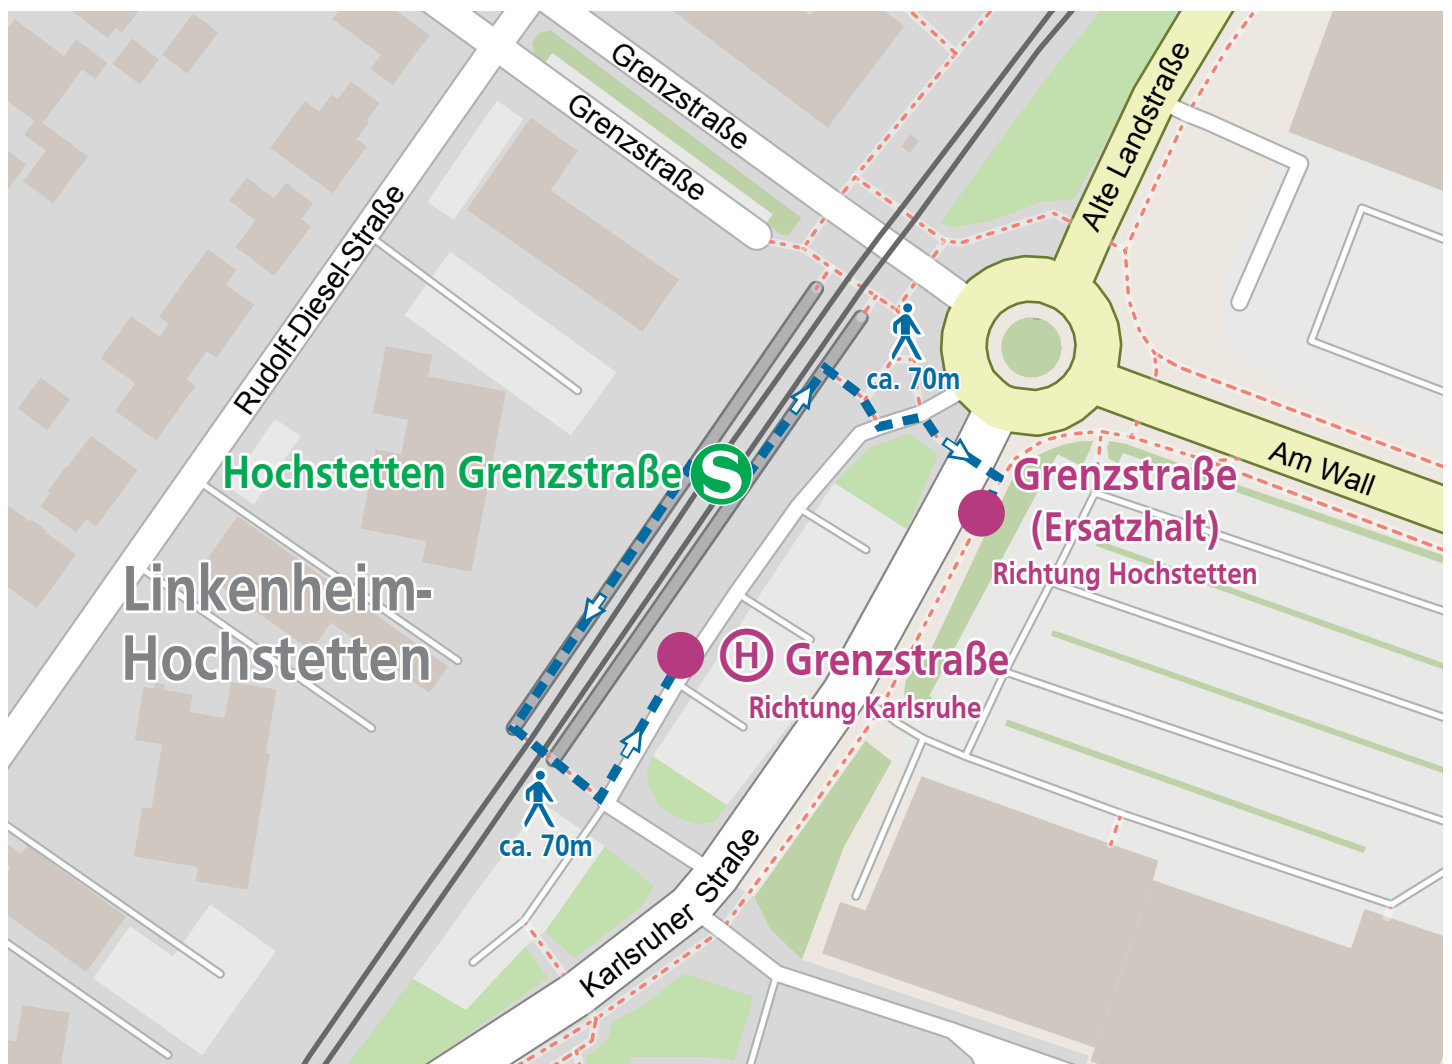 Grenzstraße
Grenzstraße
Alte Landstraße
Rudolf-Diesel-Straße
ca. 70m
Hochstetten Grenzstraße
S
Am Wall
Grenzstraße
(Ersatzhalt)
Richtung Hochstetten
Linkenheim-
Hochstetten
H Grenzstraße
Richtung Karlsruhe
ca. 70m
Karlsruher Straße